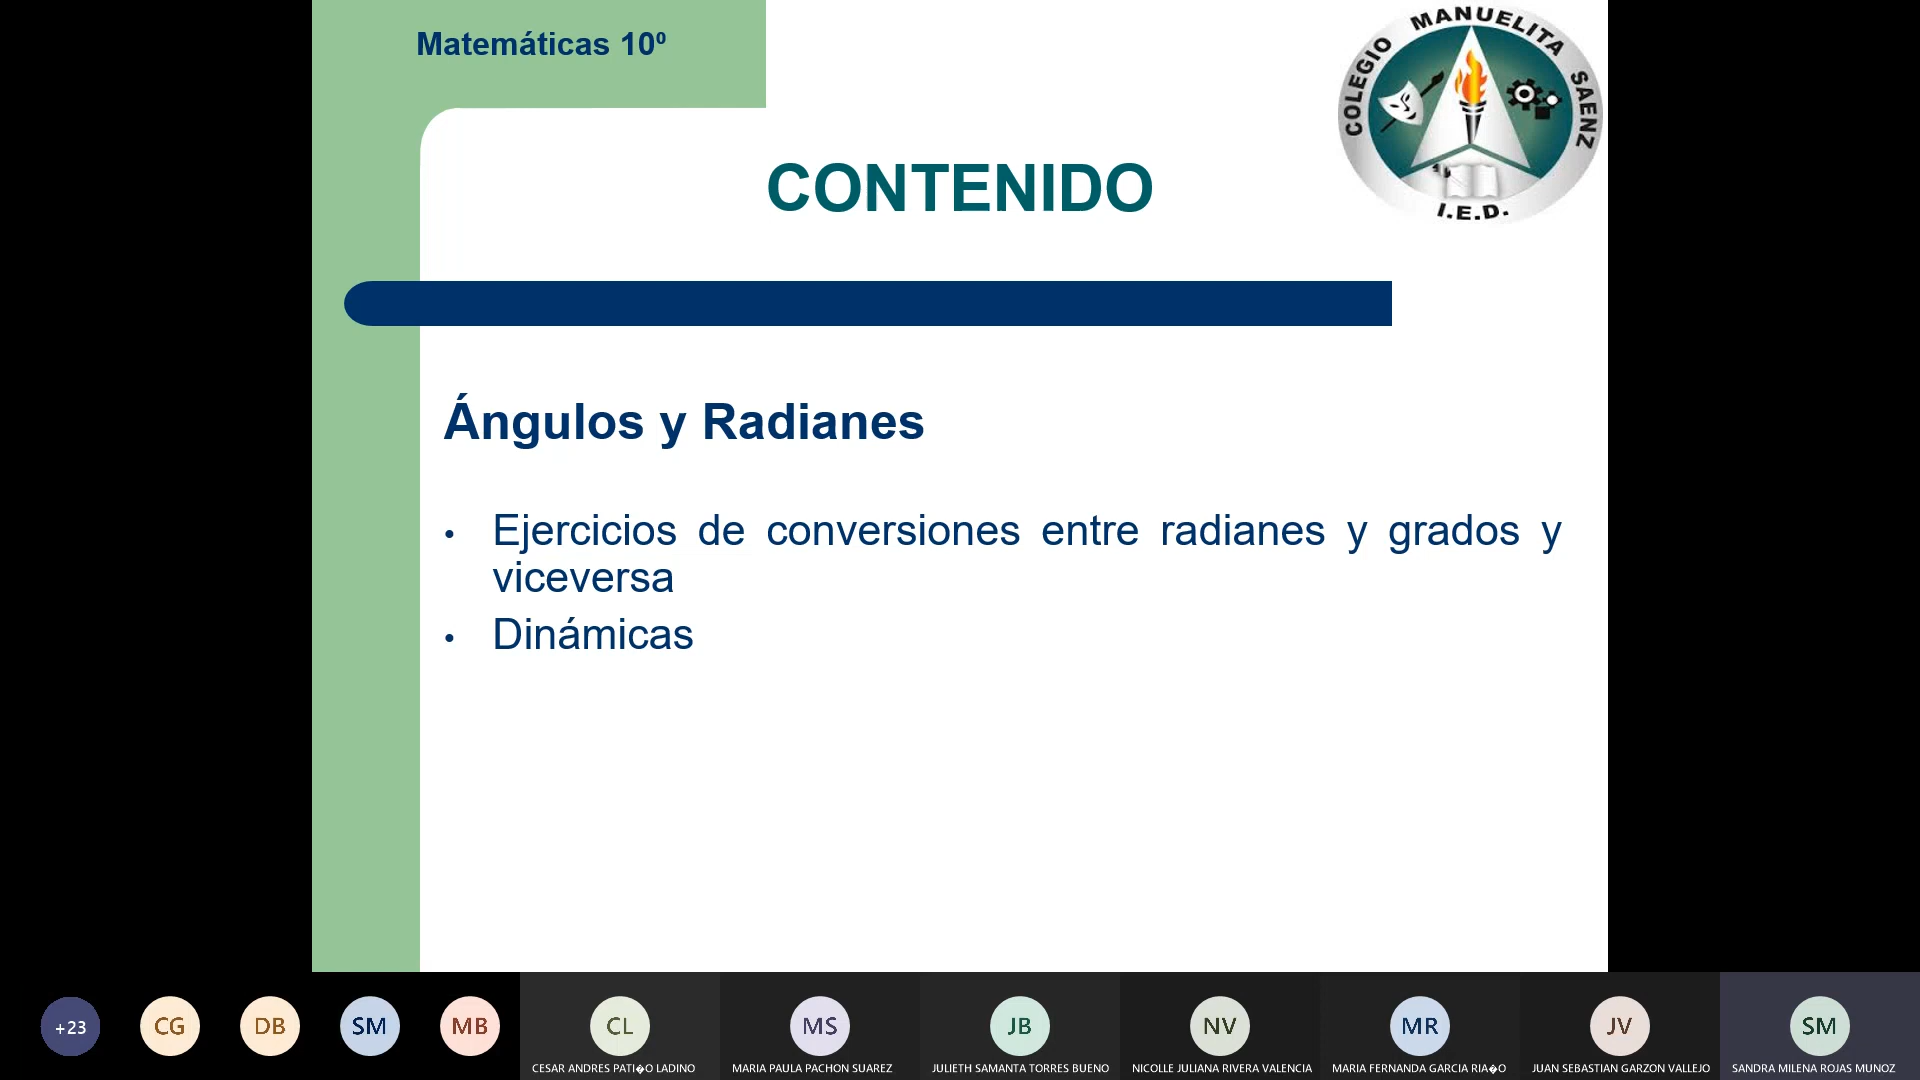 Matemáticas 10º
COLEGIO MANUELITA SAENZ
I.E.D.
CONTENIDO
Ángulos y Radianes
• Ejercicios de conversiones entre radianes y grados y
viceversa
• Dinámicas
+23
CG
DB
SM
MB
CL
MS
JB
NV
MR
JV
SM
CESAR ANDRES PATI�O LADINO
MARIA PAULA PACHON SUAREZ
JULIETH SAMANTA TORRES BUENO
NICOLLE JULIANA RIVERA VALENCIA
MARIA FERNANDA GARCIA RIA�O
JUAN SEBASTIAN GARZON VALLEJO
SANDRA MILENA ROJAS MUNOZ